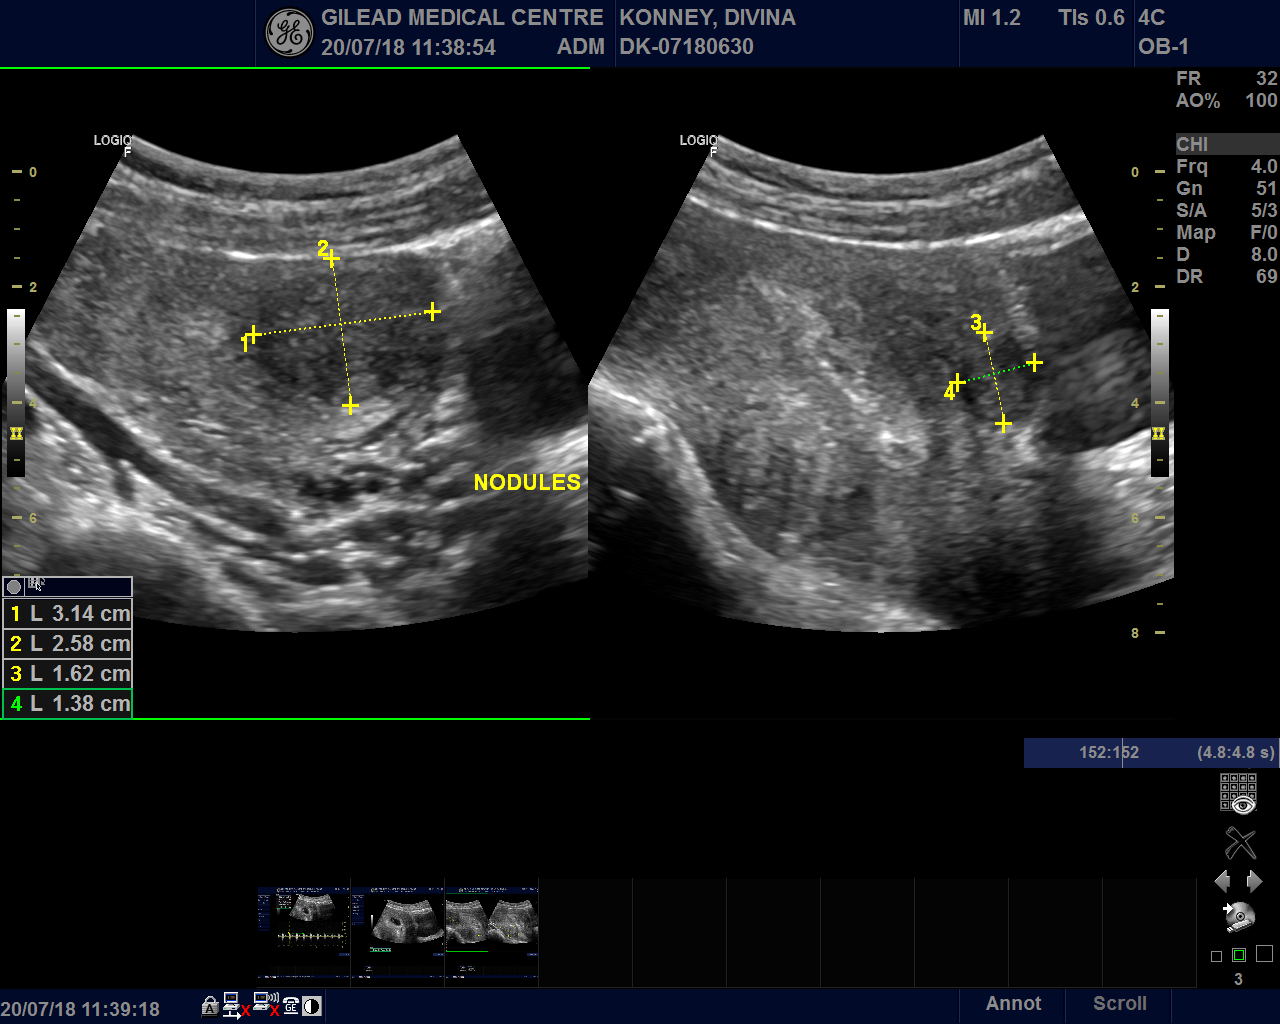 GILEAD MEDICAL CENTRE
20/07/18 11:38:54 ADM
KONNEY, DIVINA
DK-07180630
MI 1.2 TIs 0.6
4C
OB-1
FR 32
AO% 100
CHI
Frq 4.0
Gn 51
S/A 5/3
Map F/0
D 8.0
DR 69
LOGIQ
F
0
2
4
6
1
2
NODULES
LOGIQ
F
3
4
0
2
4
6
8
1 L 3.14 cm
2 L 2.58 cm
3 L 1.62 cm
4 L 1.38 cm
152:152 (4.8:4.8 s)
3
20/07/18 11:39:18
Annot
Scroll